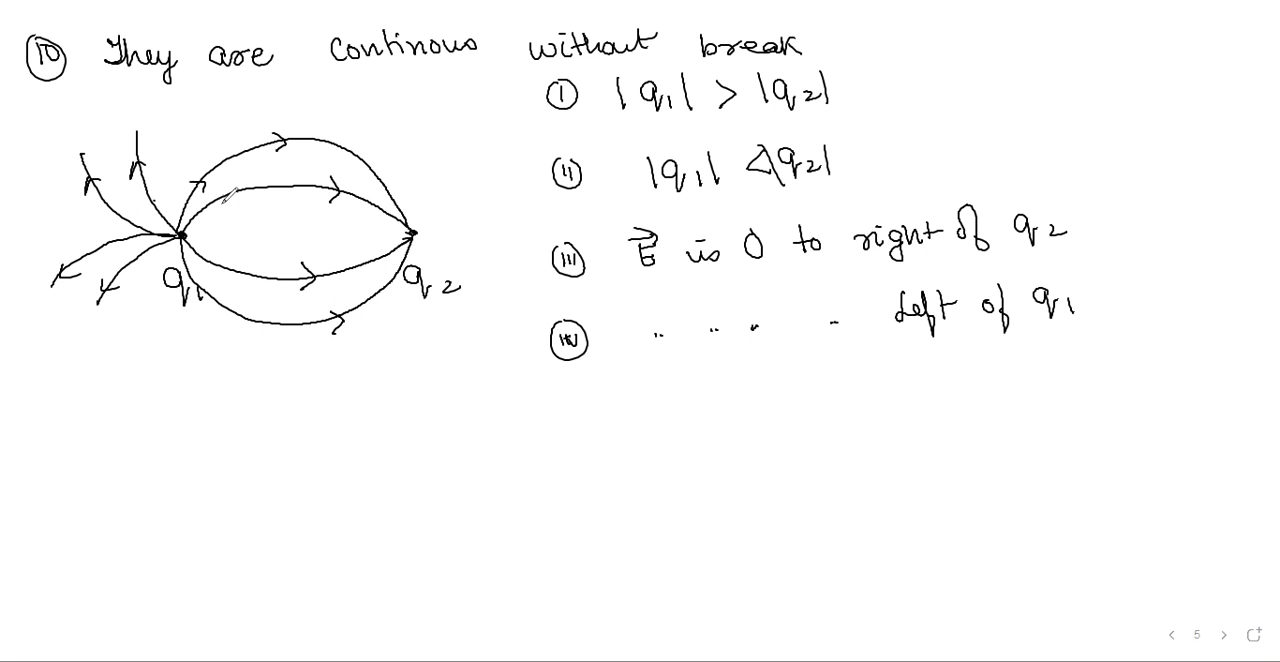 10 They are continous without break
I |q1| > |q2|
II |q1| < |q2|
III E is 0 to right of q2
IV " " " " left of q1
q1
q2
5